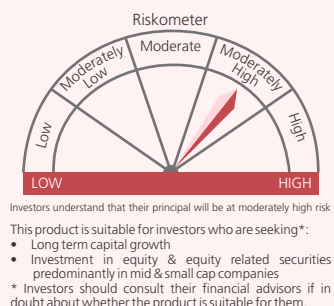 Riskometer
Low
Moderately Low
Moderate
Moderately High
High
LOW HIGH
Investors understand that their principal will be at moderately high risk
This product is suitable for investors who are seeking*:
• Long term capital growth
• Investment in equity & equity related securities
predominantly in mid & small cap companies
* Investors should consult their financial advisors if in
doubt about whether the product is suitable for them.